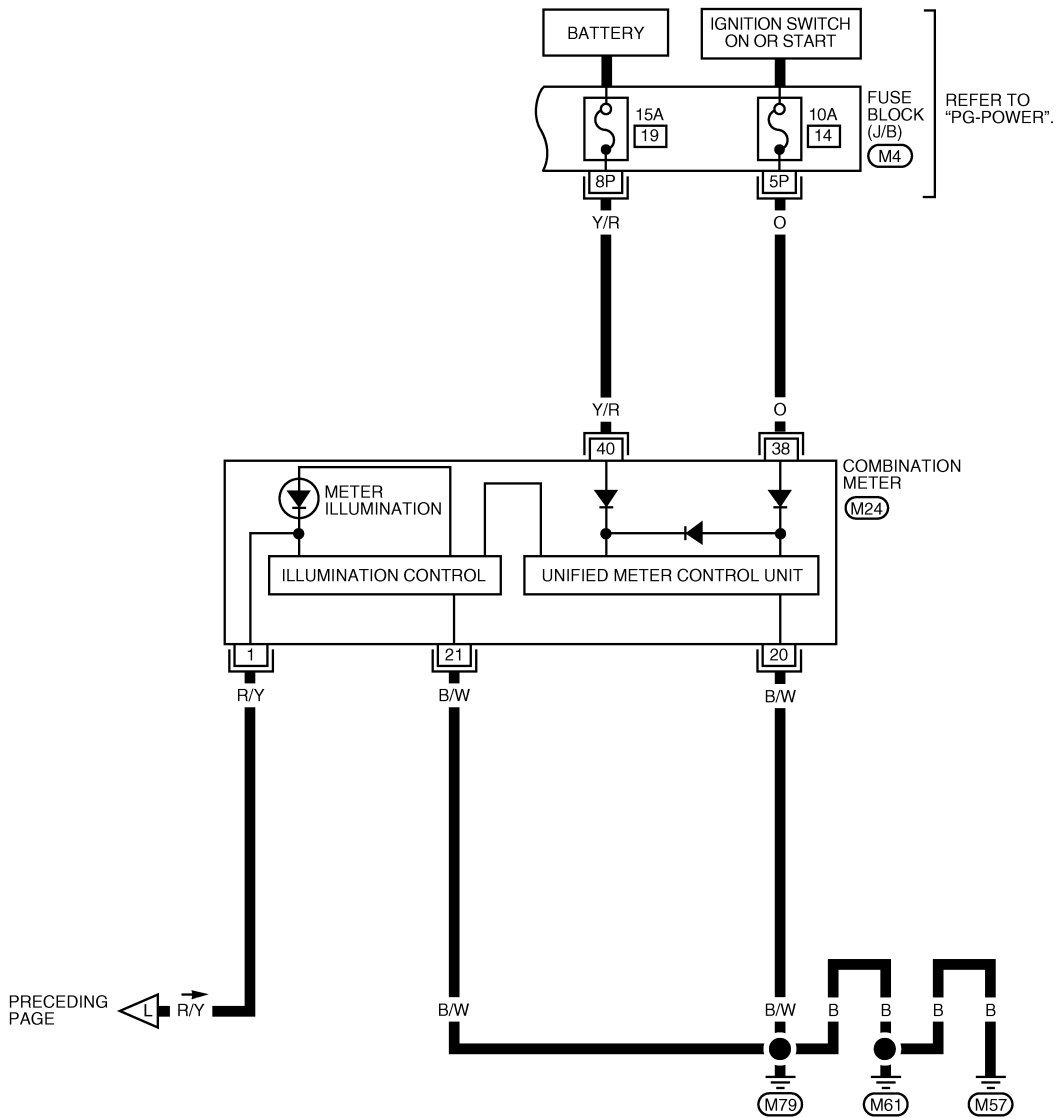 BATTERY
IGNITION SWITCH
ON OR START
FUSE
BLOCK
(J/B)
M4
REFER TO
“PG-POWER”.
15A
19
10A
14
8P
5P
Y/R
O
Y/R
O
40
38
COMBINATION
METER
M24
METER
ILLUMINATION
ILLUMINATION CONTROL
UNIFIED METER CONTROL UNIT
1
21
20
R/Y
B/W
B/W
PRECEDING
PAGE
L
R/Y
B/W
B/W
B
B
B
B
M79
M61
M57